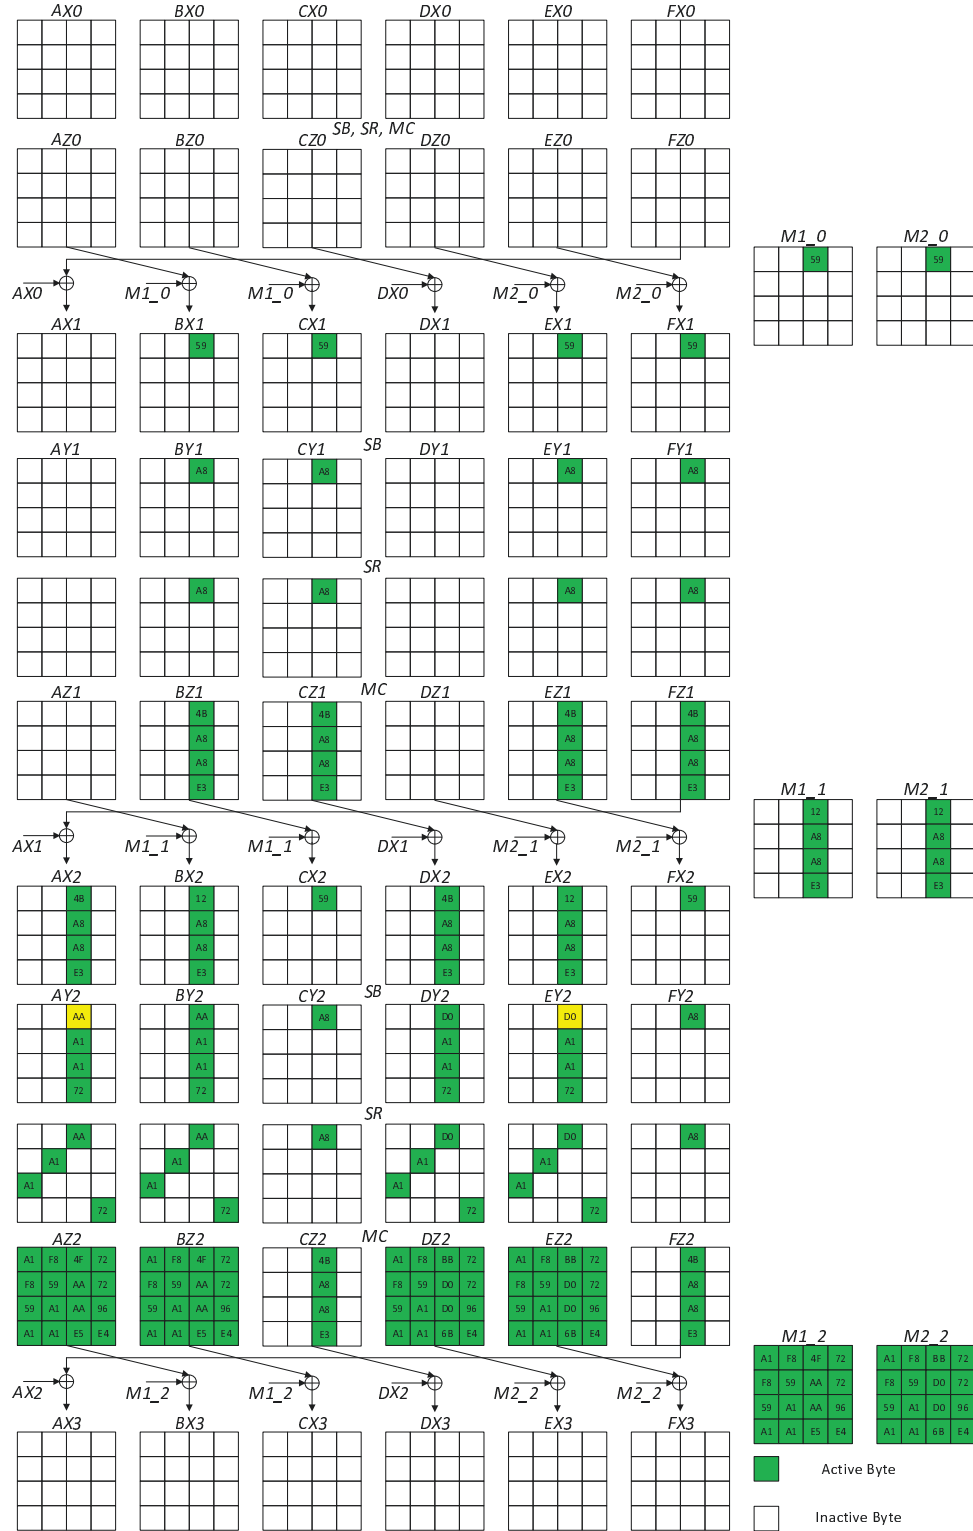 AX0 BX0 CX0 DX0 EX0 FX0
SB, SR, MC
AZ0 BZ0 CZ0 DZ0 EZ0 FZ0
M1_0 M2_0
59 59
AX0 M1_0 M1_0 DX0 M2_0 M2_0
AX1 BX1 CX1 DX1 EX1 FX1
59 59 59 59
SB
AY1 BY1 CY1 DY1 EY1 FY1
A8 A8 A8 A8
SR
A8 A8 A8 A8
MC
AZ1 BZ1 CZ1 DZ1 EZ1 FZ1
4B 4B 4B 4B
A8 A8 A8 A8
A8 A8 A8 A8
E3 E3 E3 E3
M1_1 M2_1
12 12
A8 A8
A8 A8
E3 E3
AX1 M1_1 M1_1 DX1 M2_1 M2_1
AX2 BX2 CX2 DX2 EX2 FX2
4B 12 59 4B 12 59
A8 A8 A8 A8
A8 A8 A8 A8
E3 E3 E3 E3
SB
AY2 BY2 CY2 DY2 EY2 FY2
AA AA A8 D0 D0 A8
A1 A1 A1 A1
A1 A1 A1 A1
72 72 72 72
SR
AA AA A8 D0 D0 A8
A1 A1 A1 A1
A1 A1 A1 A1
72 72 72 72
MC
AZ2 BZ2 CZ2 DZ2 EZ2 FZ2
A1 F8 4F 72 A1 F8 4F 72 4B A1 F8 BB 72 A1 F8 BB 72 4B
F8 59 AA 72 F8 59 AA 72 A8 F8 59 D0 72 F8 59 D0 72 A8
59 A1 AA 96 59 A1 AA 96 A8 59 A1 D0 96 59 A1 D0 96 A8
A1 A1 E5 E4 A1 A1 E5 E4 E3 A1 A1 6B E4 A1 A1 6B E4 E3
M1_2 M2_2
A1 F8 4F 72 A1 F8 BB 72
F8 59 AA 72 F8 59 D0 72
59 A1 AA 96 59 A1 D0 96
A1 A1 E5 E4 A1 A1 6B E4
AX2 M1_2 M1_2 DX2 M2_2 M2_2
AX3 BX3 CX3 DX3 EX3 FX3
Active Byte
Inactive Byte